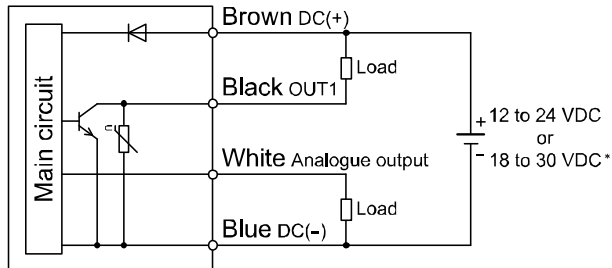 Main circuit
Brown DC(+)
Load
Black OUT1
n
White Analogue output
Load
Blue DC(-)
+ 12 to 24 VDC
or
- 18 to 30 VDC*